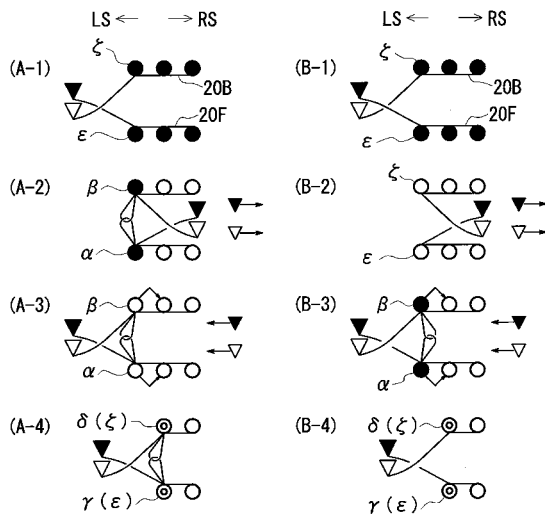 LS ← → RS
LS ← → RS
(A-1) ζ 20B
20F
ε
(B-1) ζ 20B
20F
ε
(A-2) β
α
(B-2) ζ
ε
(A-3) β
α
(B-3) β
α
(A-4) δ(ζ)
γ(ε)
(B-4) δ(ζ)
γ(ε)